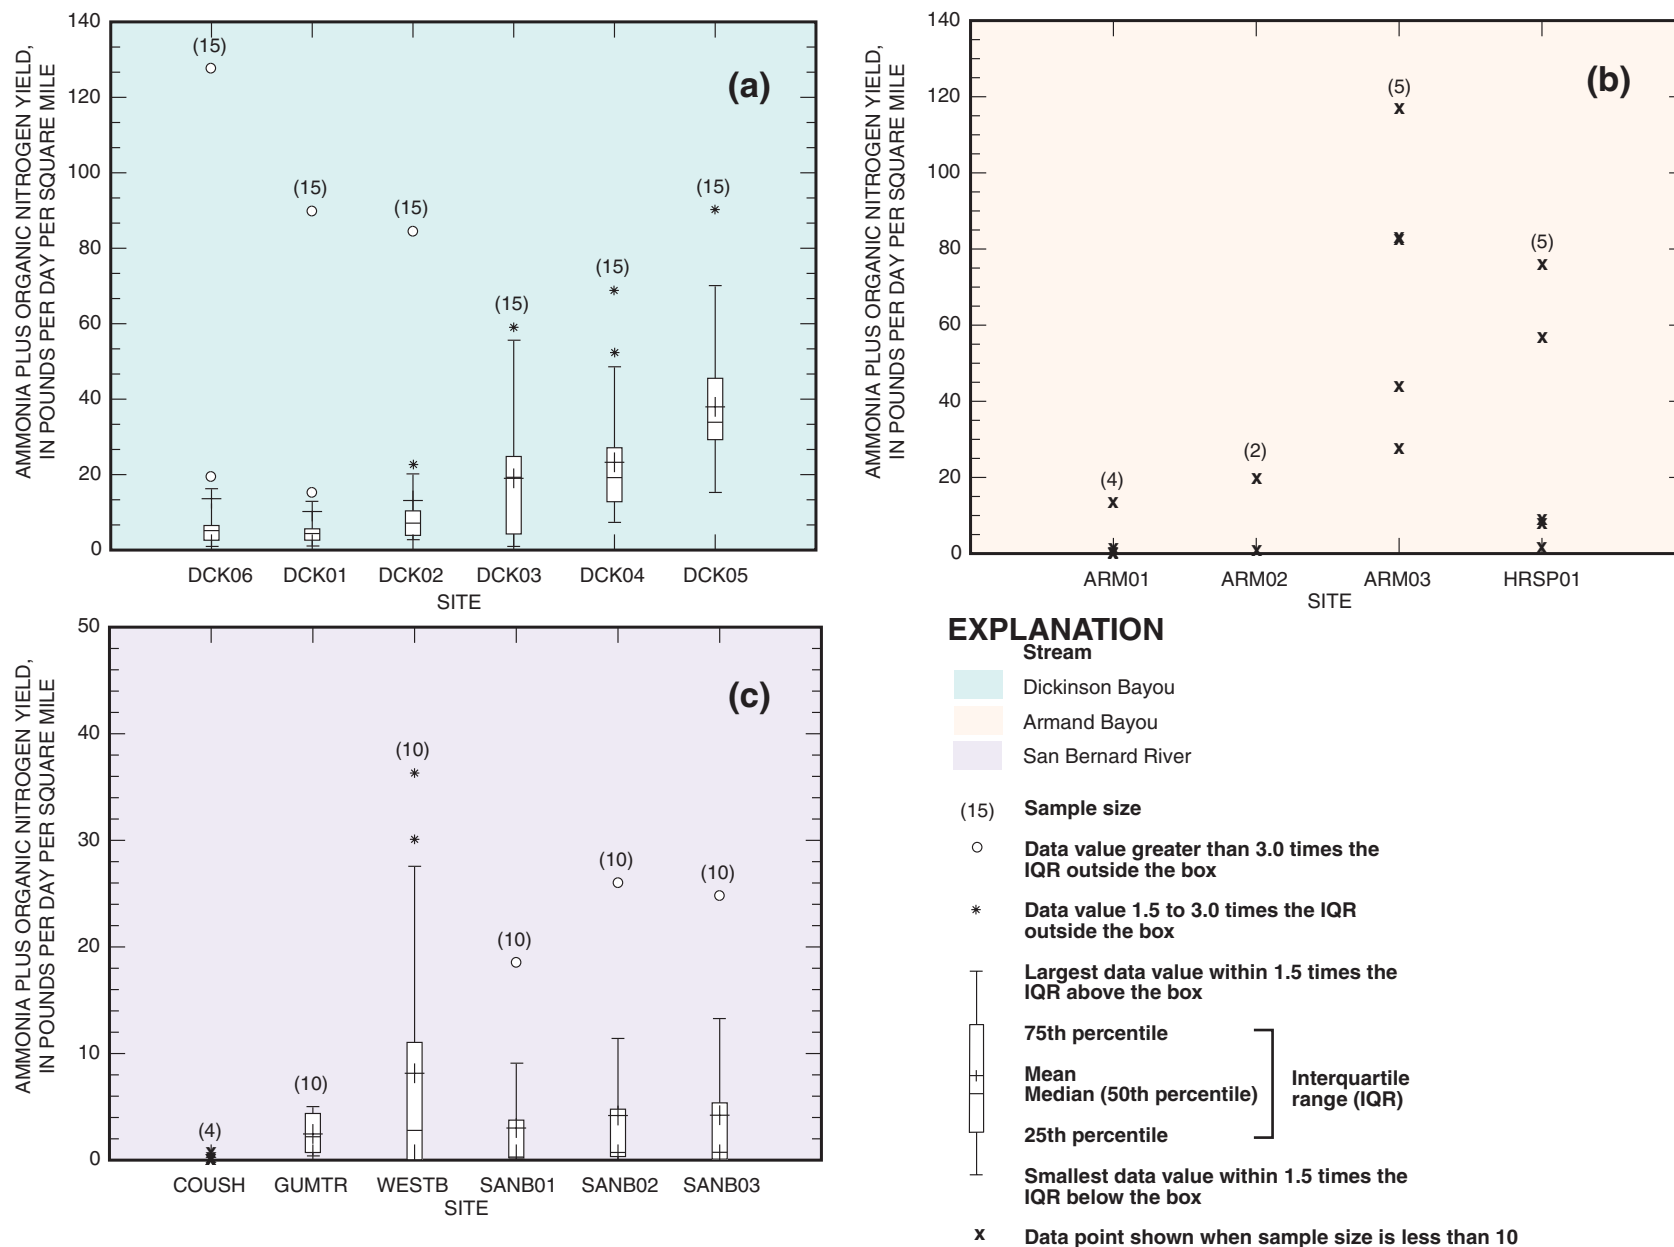 AMMONIA PLUS ORGANIC NITROGEN YIELD,
IN POUNDS PER DAY PER SQUARE MILE
140
120
100
80
60
40
20
0
(a)
(15)
(15)
(15)
(15)
(15)
(15)
DCK06 DCK01 DCK02 DCK03 DCK04 DCK05
SITE
AMMONIA PLUS ORGANIC NITROGEN YIELD,
IN POUNDS PER DAY PER SQUARE MILE
140
120
100
80
60
40
20
0
(b)
(4)
(2)
(5)
(5)
ARM01 ARM02 ARM03 HRSP01
SITE
AMMONIA PLUS ORGANIC NITROGEN YIELD,
IN POUNDS PER DAY PER SQUARE MILE
50
40
30
20
10
0
(c)
(4)
(10)
(10)
(10)
(10)
(10)
COUSH GUMTR WESTB SANB01 SANB02 SANB03
SITE
EXPLANATION
Stream
Dickinson Bayou
Armand Bayou
San Bernard River
(15) Sample size
Data value greater than 3.0 times the
IQR outside the box
Data value 1.5 to 3.0 times the IQR
outside the box
Largest data value within 1.5 times the
IQR above the box
75th percentile
Mean
Median (50th percentile)
25th percentile
Interquartile
range (IQR)
Smallest data value within 1.5 times the
IQR below the box
x Data point shown when sample size is less than 10